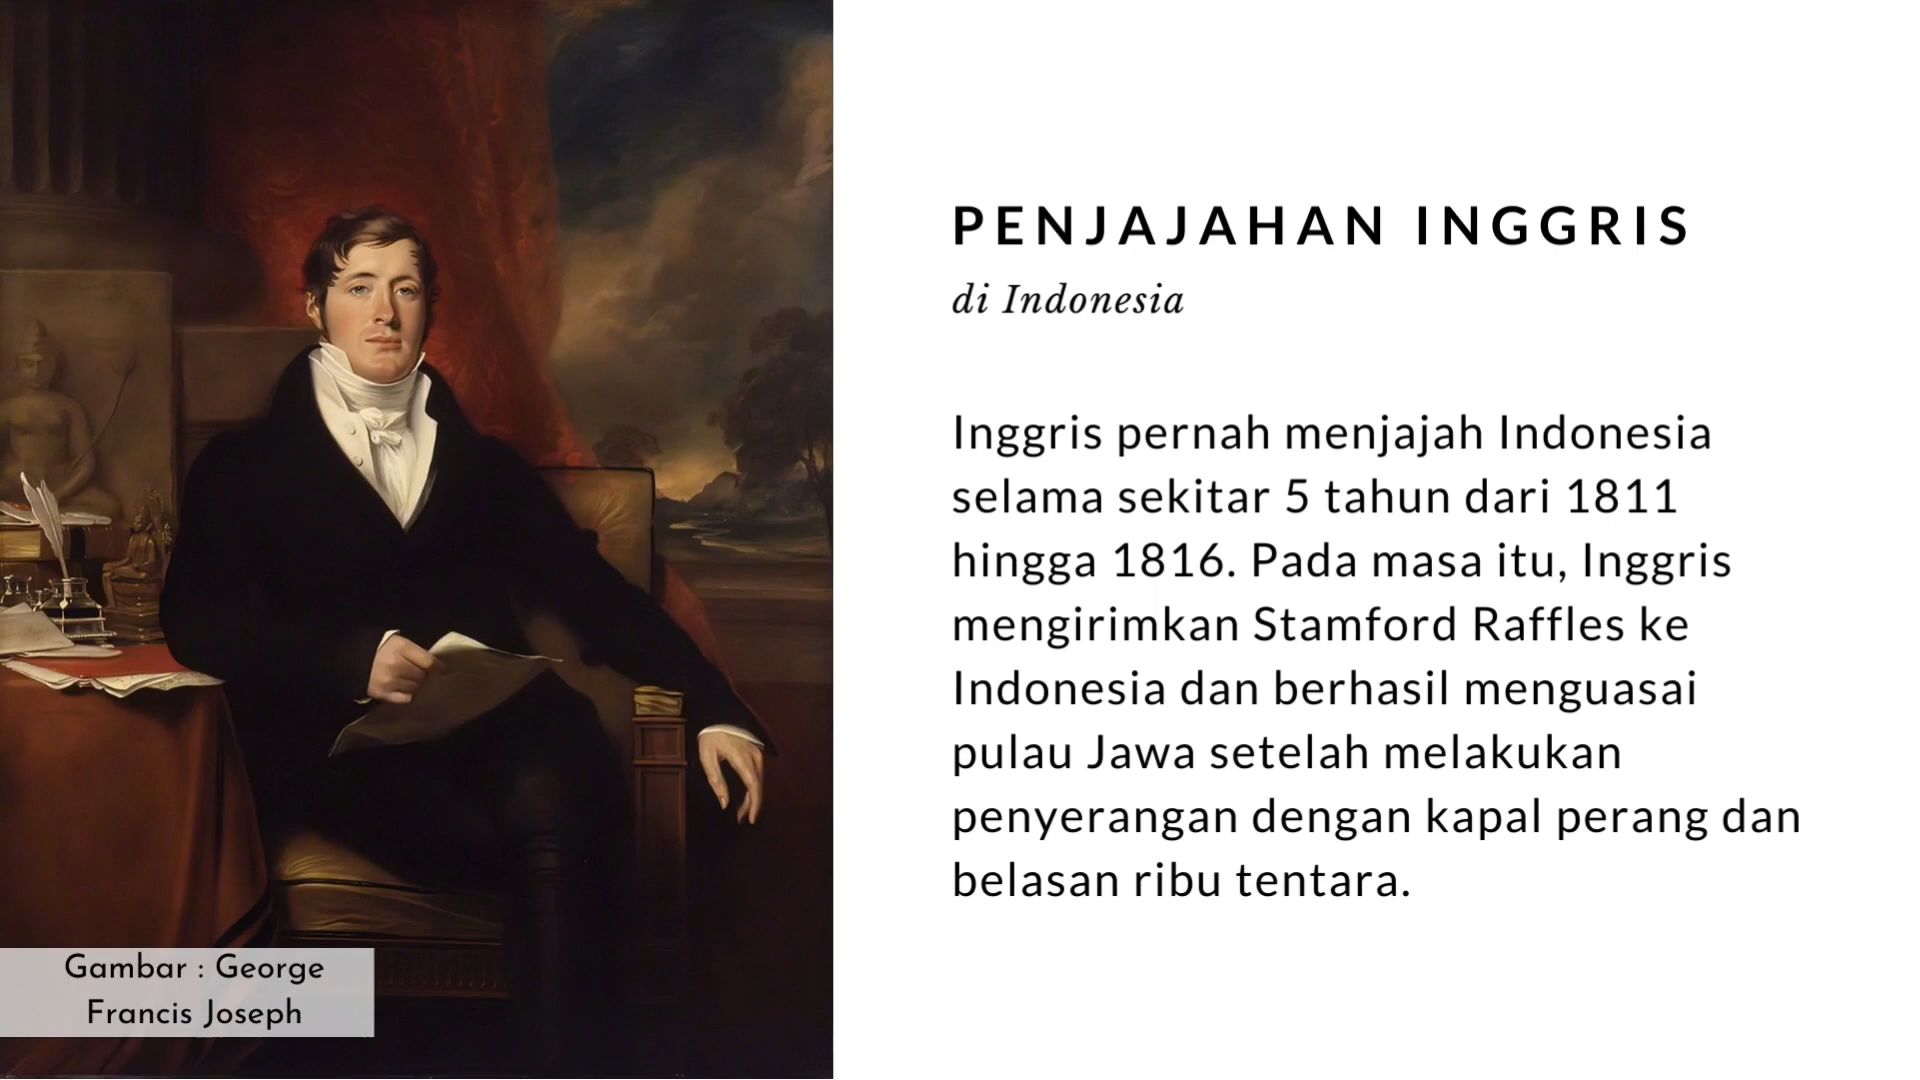 PENJAJAHAN INGGRIS
di Indonesia
Inggris pernah menjajah Indonesia
selama sekitar 5 tahun dari 1811
hingga 1816. Pada masa itu, Inggris
mengirimkan Stamford Raffles ke
Indonesia dan berhasil menguasai
pulau Jawa setelah melakukan
penyerangan dengan kapal perang dan
belasan ribu tentara.
Gambar : George
Francis Joseph